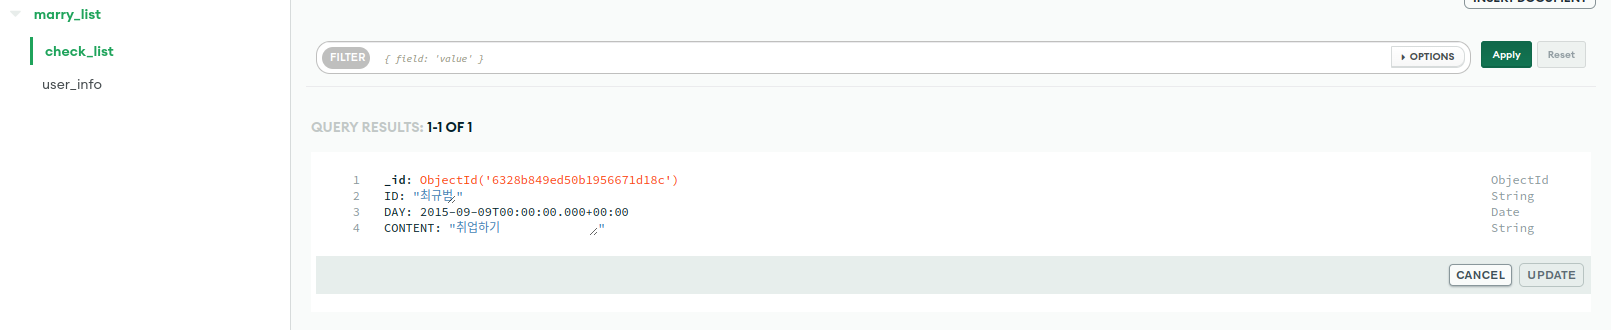 marry_list
check_list
user_info
INSERT DOCUMENT
FILTER { field: 'value' } OPTIONS Apply Reset
QUERY RESULTS: 1-1 OF 1
1 _id: ObjectId('6328b849ed50b1956671d18c') ObjectId
2 ID: "최규범" String
3 DAY: 2015-09-09T00:00:00.000+00:00 Date
4 CONTENT: "취업하기 " String
CANCEL UPDATE